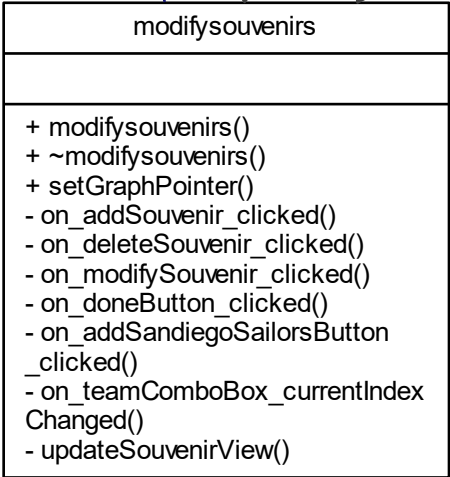 modifysouvenirs
+ modifysouvenirs()
+ ~modifysouvenirs()
+ setGraphPointer()
- on_addSouvenir_clicked()
- on_deleteSouvenir_clicked()
- on_modifySouvenir_clicked()
- on_doneButton_clicked()
- on_addSandiegoSailorsButton
_clicked()
- on_teamComboBox_currentIndex
Changed()
- updateSouvenirView()